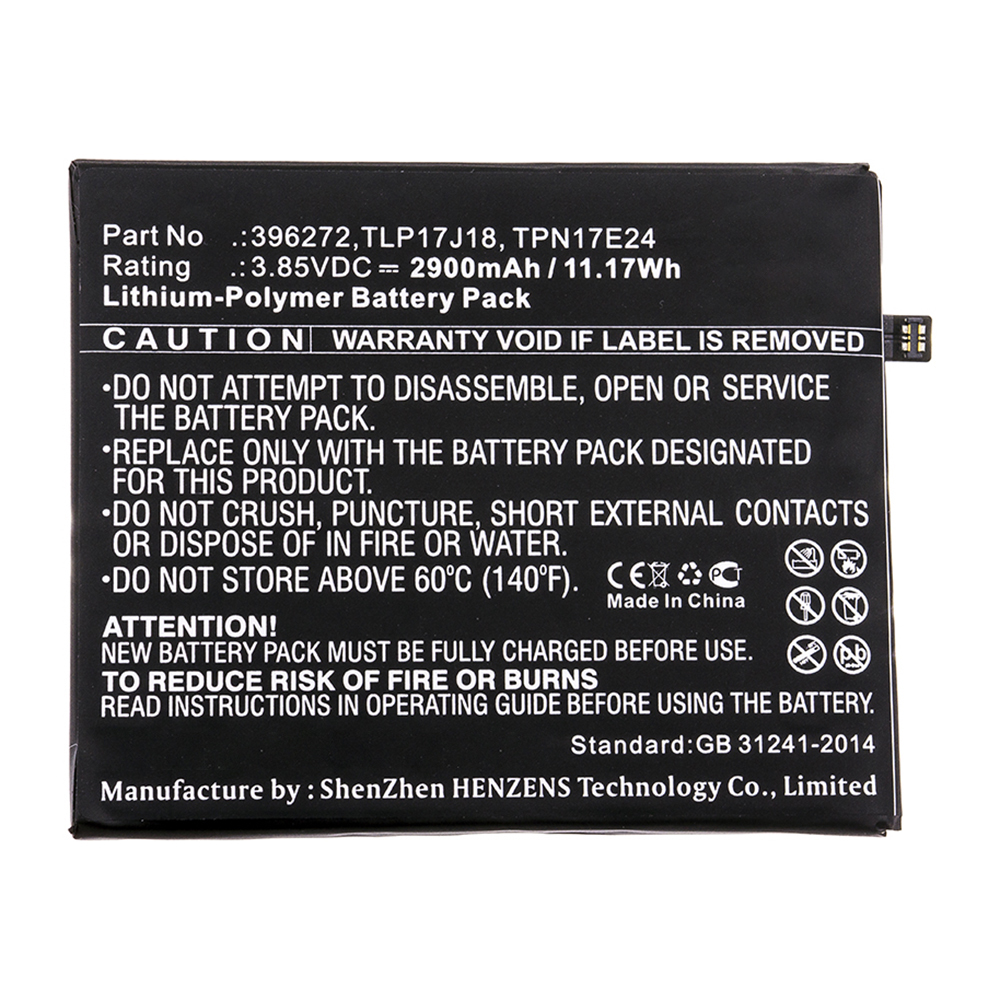 Part No .:396272,TLP17J18, TPN17E24
Rating .: 3.85VDC ⎓ 2900mAh / 11.17Wh
Lithium-Polymer Battery Pack
CAUTION WARRANTY VOID IF LABEL IS REMOVED
•DO NOT ATTEMPT TO DISASSEMBLE, OPEN OR SERVICE
THE BATTERY PACK.
•REPLACE ONLY WITH THE BATTERY PACK DESIGNATED
FOR THIS PRODUCT.
•DO NOT CRUSH, PUNCTURE, SHORT EXTERNAL CONTACTS
OR DISPOSE OF IN FIRE OR WATER.
•DO NOT STORE ABOVE 60ºC (140ºF).
CE PCT
Made In China
ATTENTION!
NEW BATTERY PACK MUST BE FULLY CHARGED BEFORE USE.
Pb
TO REDUCE RISK OF FIRE OR BURNS
READ INSTRUCTIONS IN OPERATING GUIDE BEFORE USING THE BATTERY.
Standard:GB 31241-2014
Manufacture by : ShenZhen HENZENS Technology Co., Limited